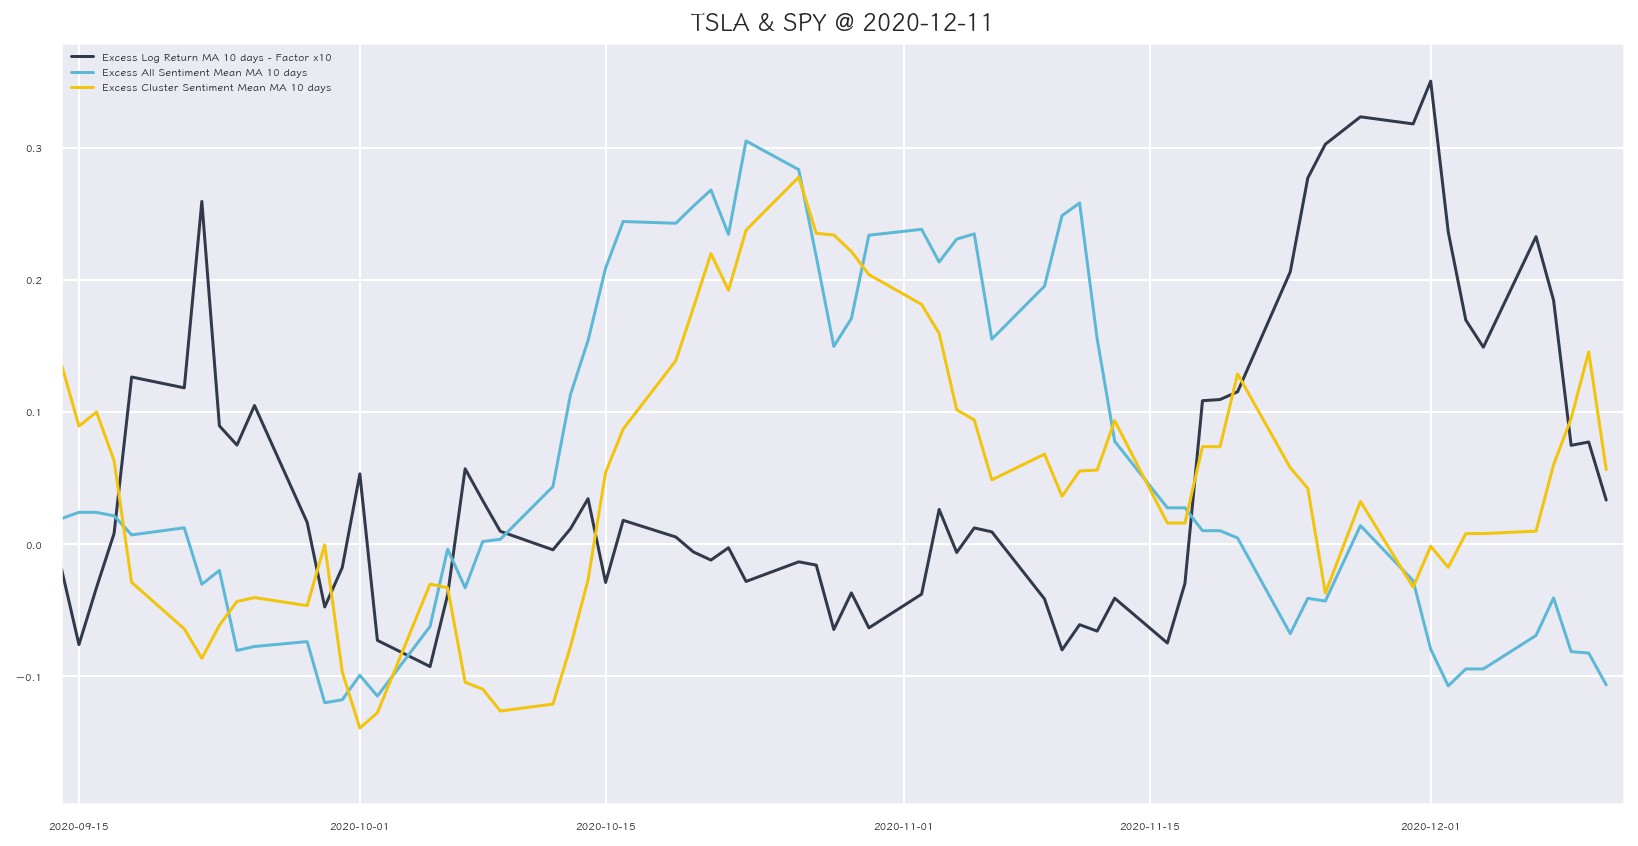 TSLA & SPY @ 2020-12-11
Excess Log Return MA 10 days - Factor x10
Excess All Sentiment Mean MA 10 days
Excess Cluster Sentiment Mean MA 10 days
0.3
0.2
0.1
0.0
−0.1
2020-09-15 2020-10-01 2020-10-15 2020-11-01 2020-11-15 2020-12-01